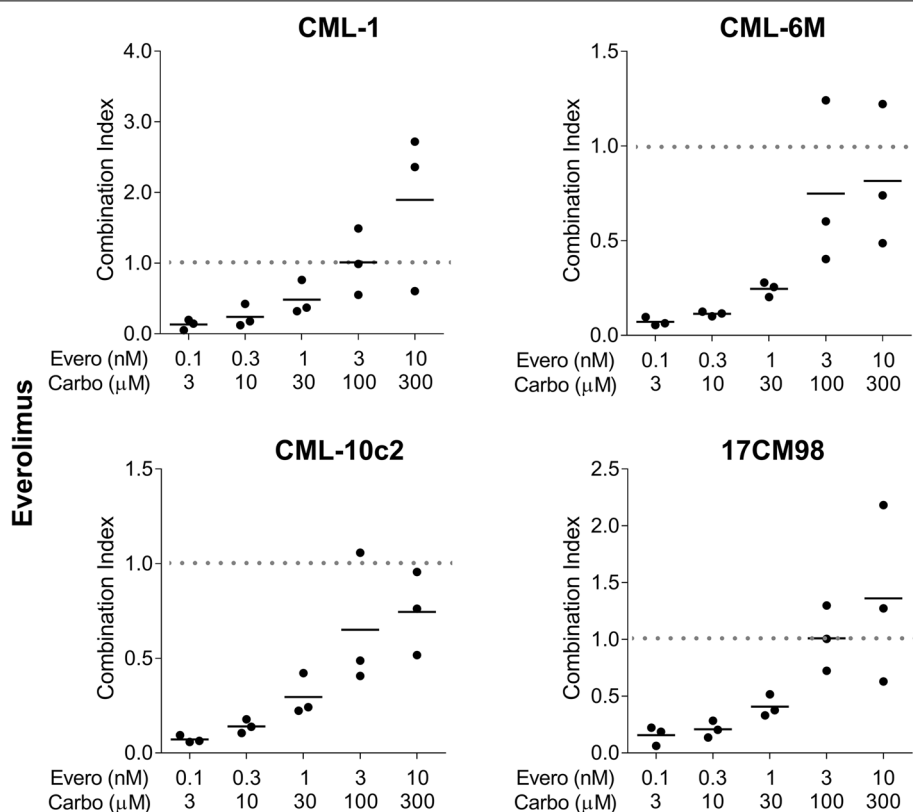 CML-1
Combination Index
4.0
3.0
2.0
1.0
0.0
Evero (nM) 0.1 0.3 1 3 10
Carbo (μM) 3 10 30 100 300
CML-6M
Combination Index
1.5
1.0
0.5
0.0
Evero (nM) 0.1 0.3 1 3 10
Carbo (μM) 3 10 30 100 300
Everolimus
CML-10c2
Combination Index
1.5
1.0
0.5
0.0
Evero (nM) 0.1 0.3 1 3 10
Carbo (μM) 3 10 30 100 300
17CM98
Combination Index
2.5
2.0
1.5
1.0
0.5
0.0
Evero (nM) 0.1 0.3 1 3 10
Carbo (μM) 3 10 30 100 300